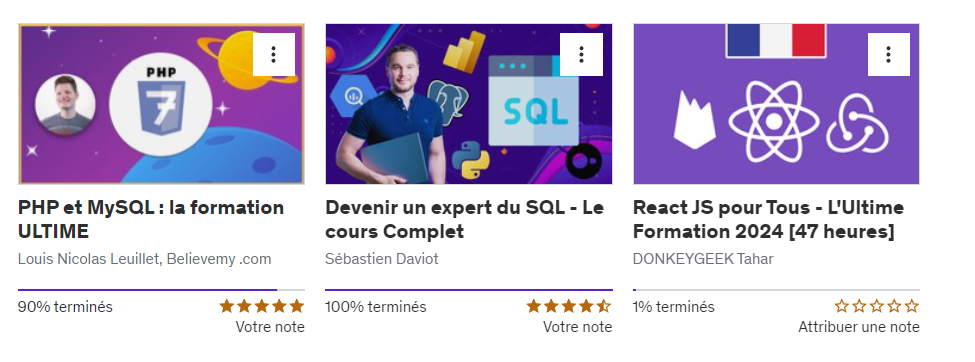 PHP
7
SQL
PHP et MySQL : la formation
ULTIME
Louis Nicolas Leuillet, Believemy .com
90% terminés
Votre note
Devenir un expert du SQL - Le
cours Complet
Sébastien Daviot
100% terminés
Votre note
React JS pour Tous - L'Ultime
Formation 2024 [47 heures]
DONKEYGEEK Tahar
1% terminés
Attribuer une note